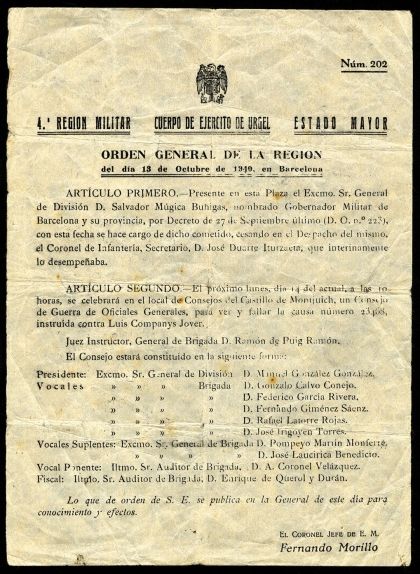 Núm. 202
4.ª REGION MILITAR CUERPO DE EJERCITO DE URGEL ESTADO MAYOR
ORDEN GENERAL DE LA REGION
del día 13 de Octubre de 1940, en Barcelona
ARTÍCULO PRIMERO.—Presente en esta Plaza el Excmo. Sr. General
de División D. Salvador Múgica Buhigas, nombrado Gobernador Militar de
Barcelona y su provincia, por Decreto de 27 de Septiembre último (D. O. n.º 223),
con esta fecha se hace cargo de dicho cometido, cesando en el Despacho del mismo,
el Coronel de Infantería, Secretario, D. José Duarte Iturzaeta, que interinamente
lo desempeñaba.
ARTÍCULO SEGUNDO.—El próximo lunes, día 14 del actual, a las 10
horas, se celebrará en el local de Consejos del Castillo de Montjuich, un Consejo
de Guerra de Oficiales Generales, para ver y fallar la causa número 23468,
instruida contra Luis Companys Jover.
Juez Instructor, General de Brigada D. Ramón de Puig Ramón.
El Consejo estará constituido en la siguiente forma:
Presidente: Excmo. Sr. General de División D. Manuel González González.
Vocales » » » Brigada D. Gonzalo Calvo Conejo.
» » » » D. Federico García Rivera.
» » » » D. Fernando Giménez Sáenz.
» » » » D. Rafael Latorre Rojas.
» » » » D. José Irigoyen Torres.
Vocales Suplentes: Excmo. Sr. General de Brigada D. Pompeyo Martín Monferté.
» » » » D. José Laucirica Benedicto.
Vocal Ponente: Iltmo. Sr. Auditor de Brigada, D. A. Coronel Velázquez.
Fiscal: Iltmo. Sr. Auditor de Brigada, D. Enrique de Querol y Durán.
Lo que de orden de S. E. se publica en la General de este día para
conocimiento y efectos.
EL CORONEL JEFE DE E. M.
Fernando Morillo